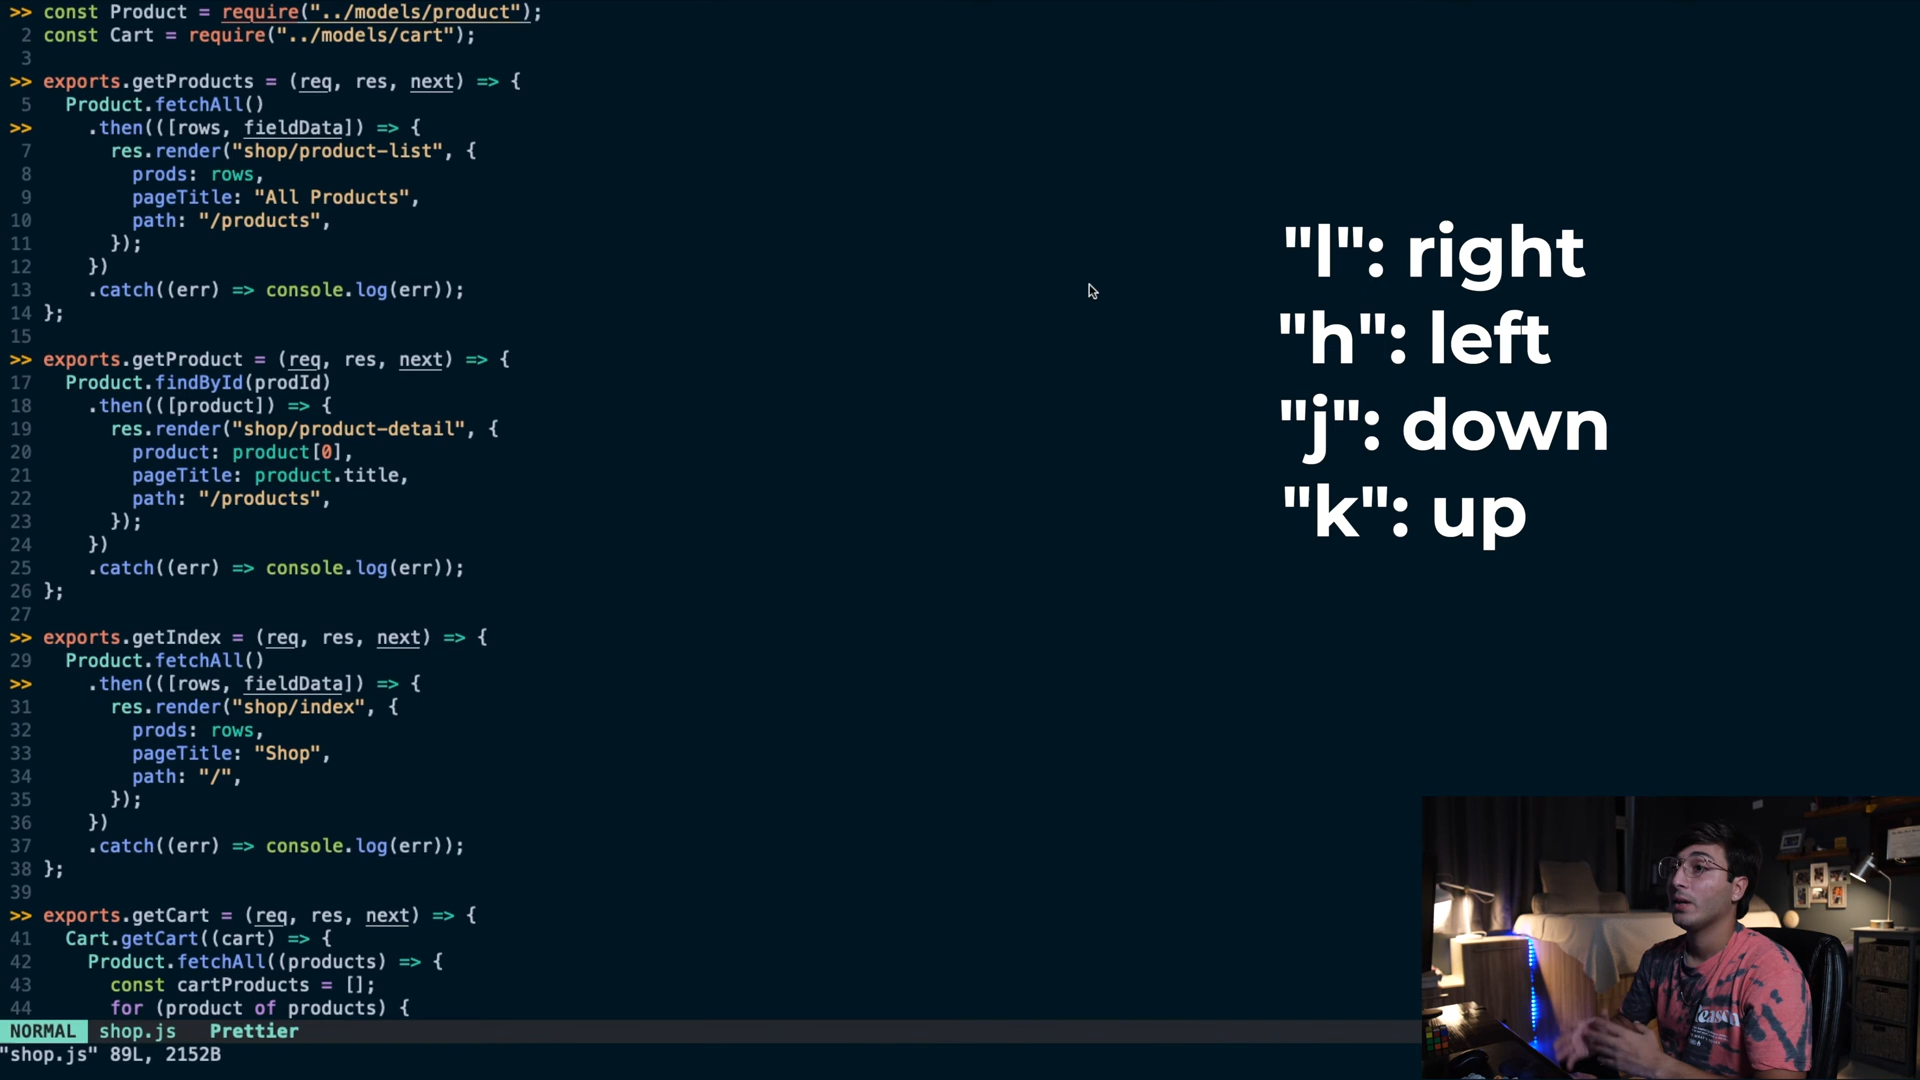 >> const Product = require("../models/product");
2 const Cart = require("../models/cart");
3
>> exports.getProducts = (req, res, next) => {
5   Product.fetchAll()
>>     .then(([rows, fieldData]) => {
7       res.render("shop/product-list", {
8         prods: rows,
9         pageTitle: "All Products",
10         path: "/products",
11       });
12     })
13     .catch((err) => console.log(err));
14 };
15
>> exports.getProduct = (req, res, next) => {
17   Product.findById(prodId)
18     .then(([product]) => {
19       res.render("shop/product-detail", {
20         product: product[0],
21         pageTitle: product.title,
22         path: "/products",
23       });
24     })
25     .catch((err) => console.log(err));
26 };
27
>> exports.getIndex = (req, res, next) => {
29   Product.fetchAll()
>>     .then(([rows, fieldData]) => {
31       res.render("shop/index", {
32         prods: rows,
33         pageTitle: "Shop",
34         path: "/",
35       });
36     })
37     .catch((err) => console.log(err));
38 };
39
>> exports.getCart = (req, res, next) => {
41   Cart.getCart((cart) => {
42     Product.fetchAll((products) => {
43       const cartProducts = [];
44       for (product of products) {
NORMAL shop.js Prettier
"shop.js" 89L, 2152B
"l": right
"h": left
"j": down
"k": up